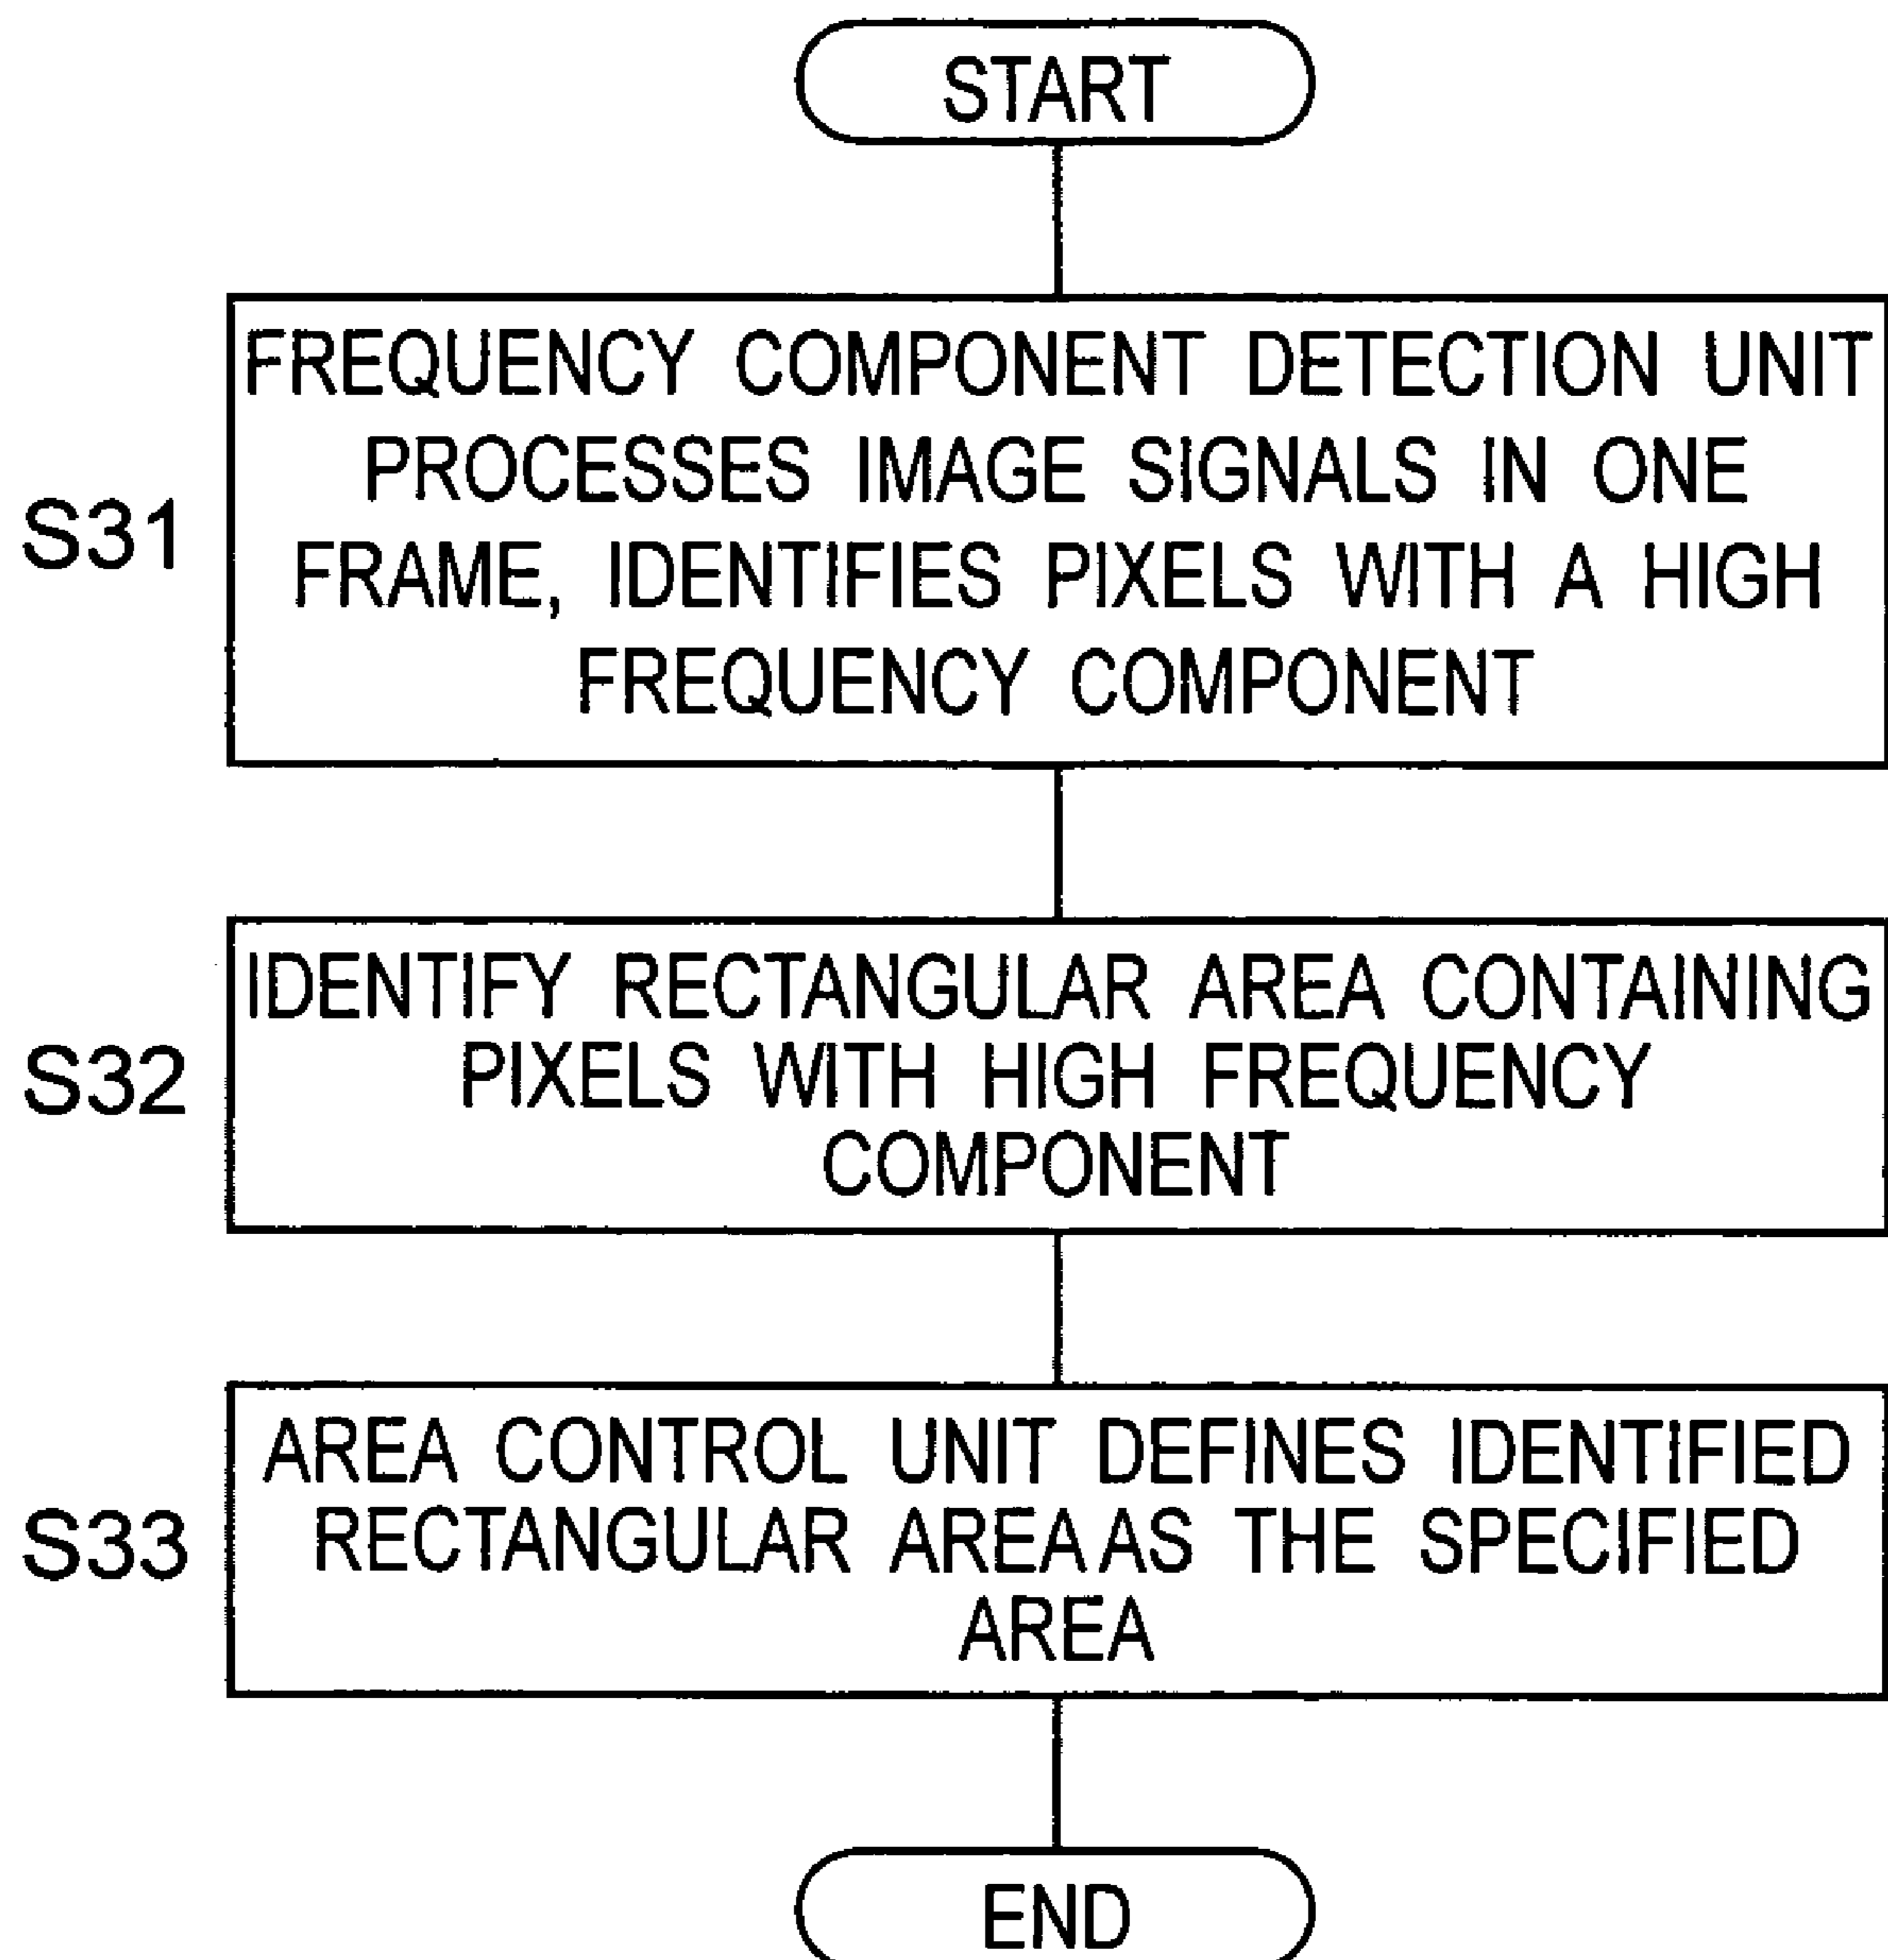 START
S31
FREQUENCY COMPONENT DETECTION UNIT
PROCESSES IMAGE SIGNALS IN ONE
FRAME, IDENTIFIES PIXELS WITH A HIGH
FREQUENCY COMPONENT
S32
IDENTIFY RECTANGULAR AREA CONTAINING
PIXELS WITH HIGH FREQUENCY
COMPONENT
S33
AREA CONTROL UNIT DEFINES IDENTIFIED
RECTANGULAR AREA AS THE SPECIFIED
AREA
END